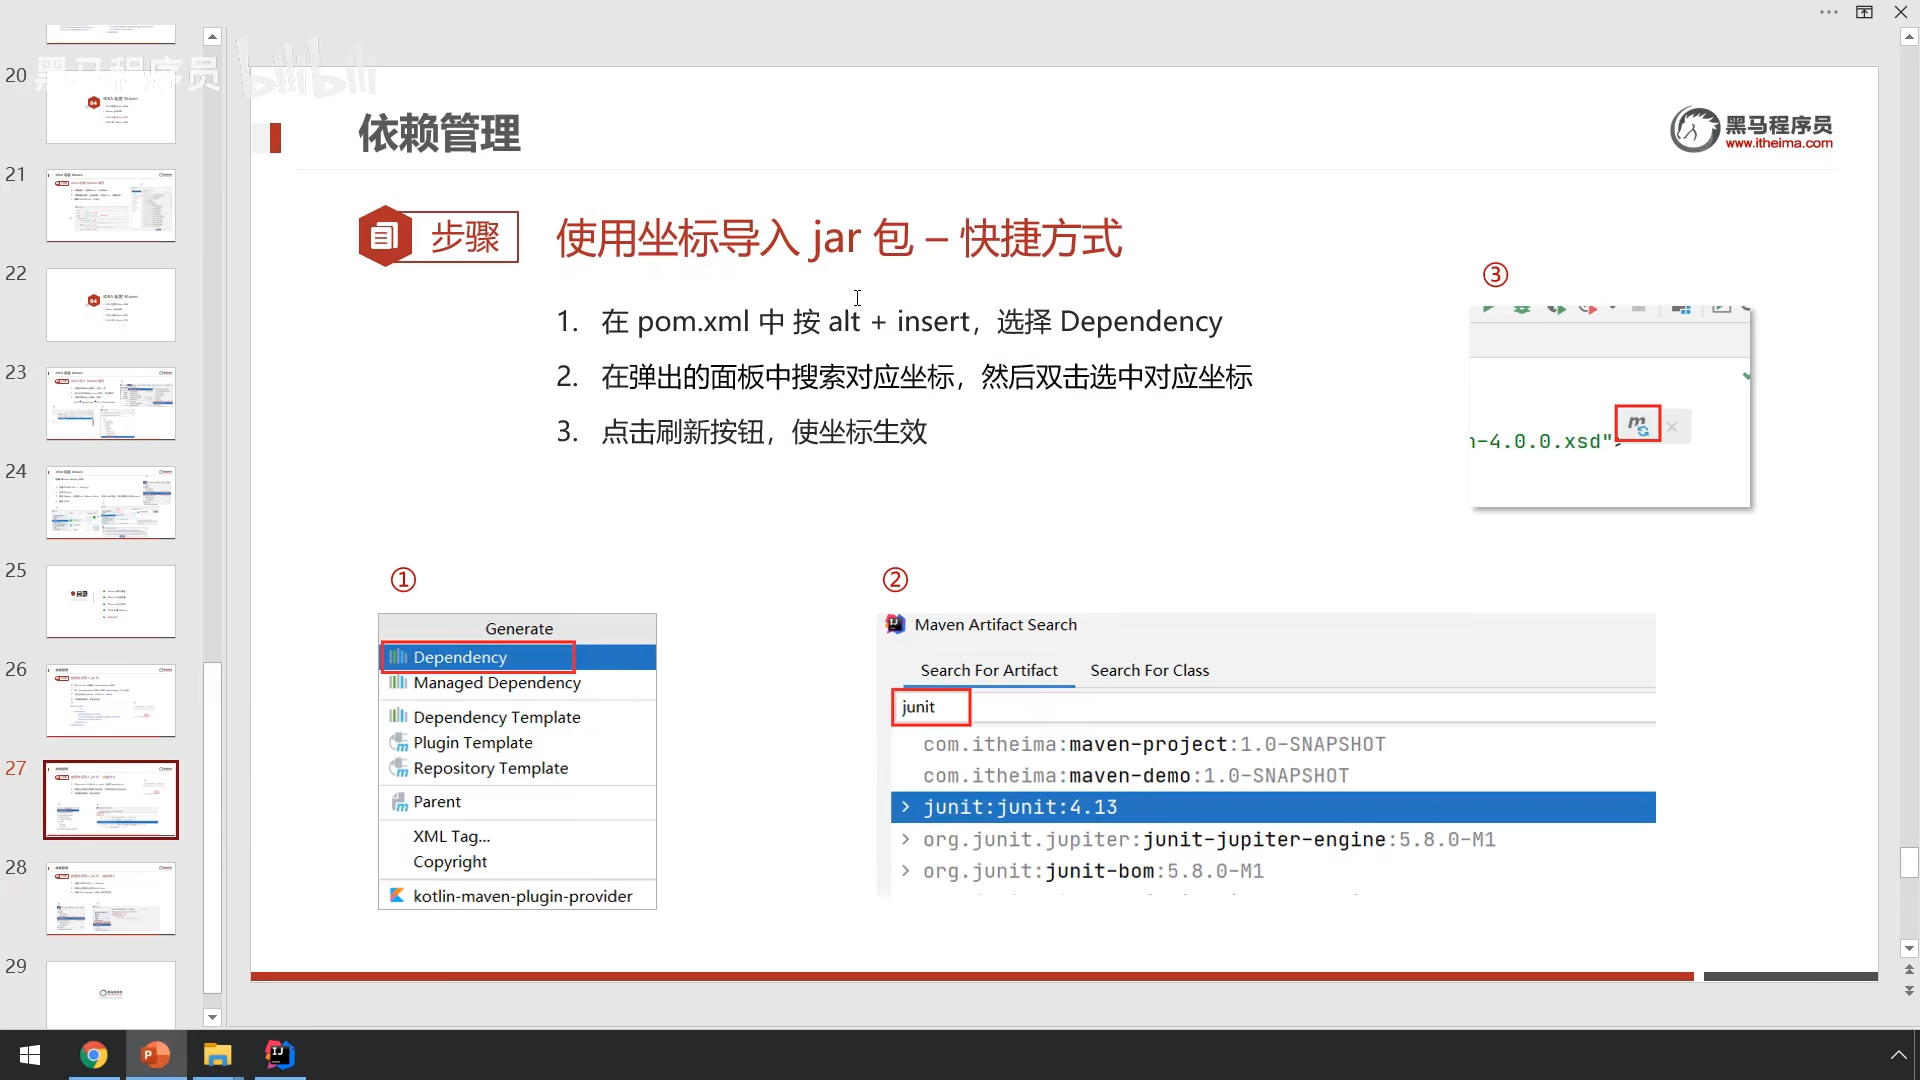 黑马程序员 bilibili
20
21
22
23
24
25
目录
26
27
28
29
依赖管理
黑马程序员
www.itheima.com
步骤
使用坐标导入 jar 包 – 快捷方式
1. 在 pom.xml 中 按 alt + insert，选择 Dependency
2. 在弹出的面板中搜索对应坐标，然后双击选中对应坐标
3. 点击刷新按钮，使坐标生效
③
n-4.0.0.xsd">
m
①
Generate
Dependency
Managed Dependency
Dependency Template
Plugin Template
Repository Template
Parent
XML Tag...
Copyright
kotlin-maven-plugin-provider
②
Maven Artifact Search
Search For Artifact Search For Class
junit
com.itheima:maven-project:1.0-SNAPSHOT
com.itheima:maven-demo:1.0-SNAPSHOT
junit:junit:4.13
org.junit.jupiter:junit-jupiter-engine:5.8.0-M1
org.junit:junit-bom:5.8.0-M1